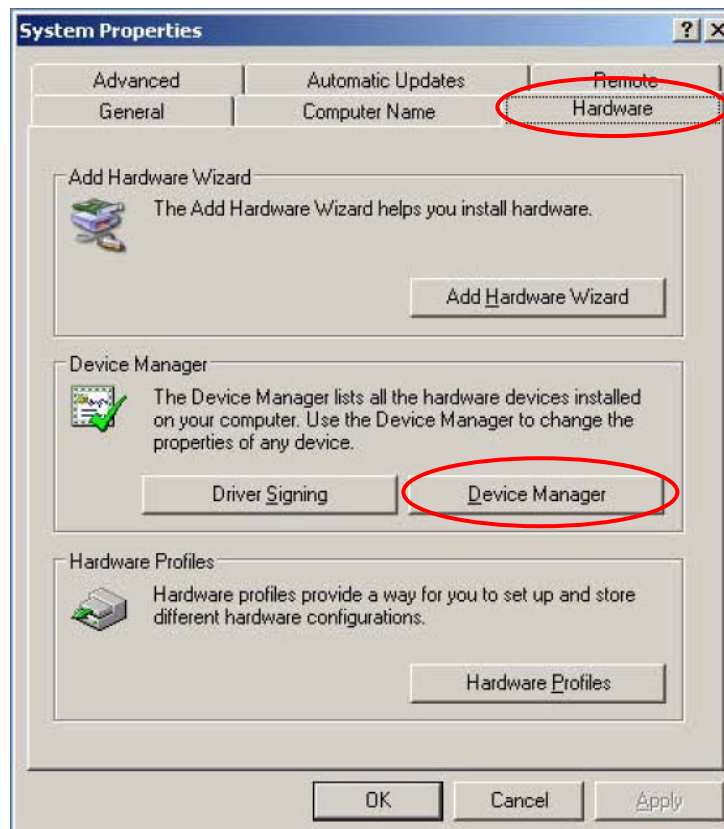 System Properties
Advanced
Automatic Updates
Remote
General
Computer Name
Hardware
Add Hardware Wizard
The Add Hardware Wizard helps you install hardware.
Add Hardware Wizard
Device Manager
The Device Manager lists all the hardware devices installed
on your computer. Use the Device Manager to change the
properties of any device.
Driver Signing
Device Manager
Hardware Profiles
Hardware profiles provide a way for you to set up and store
different hardware configurations.
Hardware Profiles
OK
Cancel
Apply